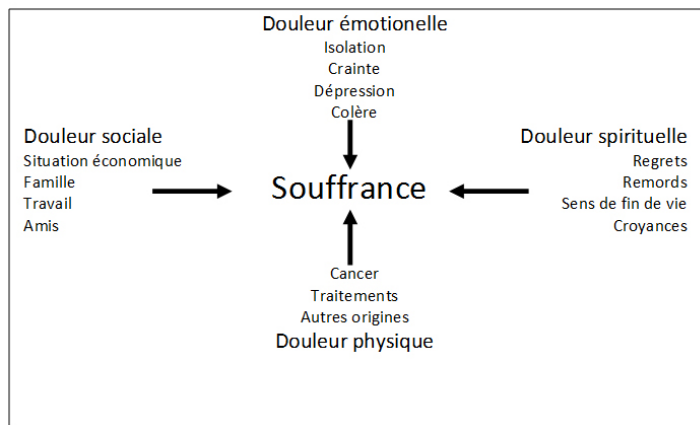 Douleur émotionelle
Isolation
Crainte
Dépression
Colère
Douleur sociale
Situation économique
Famille
Travail
Amis
Souffrance
Douleur spirituelle
Regrets
Remords
Sens de fin de vie
Croyances
Cancer
Traitements
Autres origines
Douleur physique